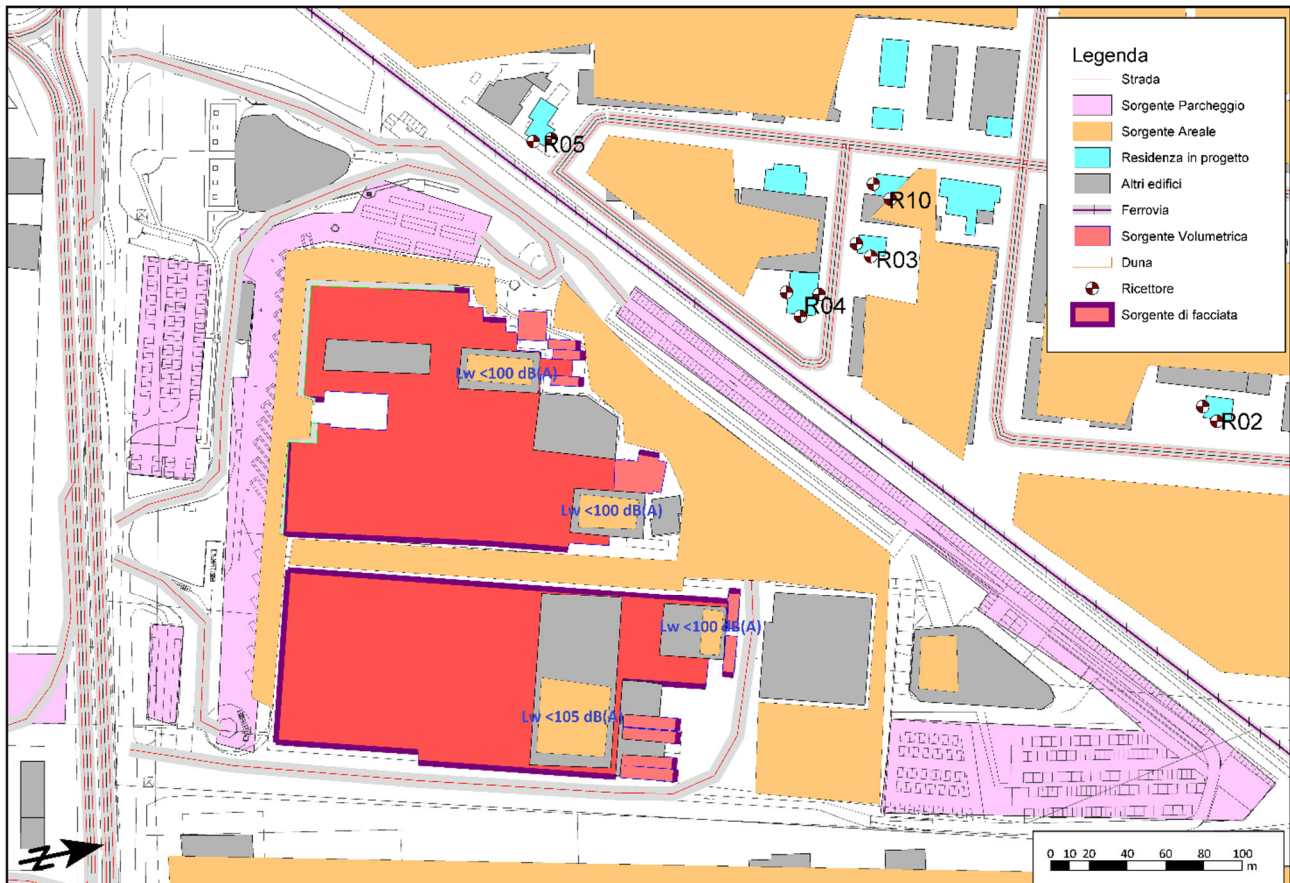 Legenda
Strada
Sorgente Parcheggio
Sorgente Areale
Residenza in progetto
Altri edifici
Ferrovia
Sorgente Volumetrica
Duna
Ricettore
Sorgente di facciata
R05
R10
R03
R04
R02
Lw <100 dB(A)
Lw <100 dB(A)
Lw <100 dB(A)
Lw <105 dB(A)
N
0 10 20 40 60 80 100
m